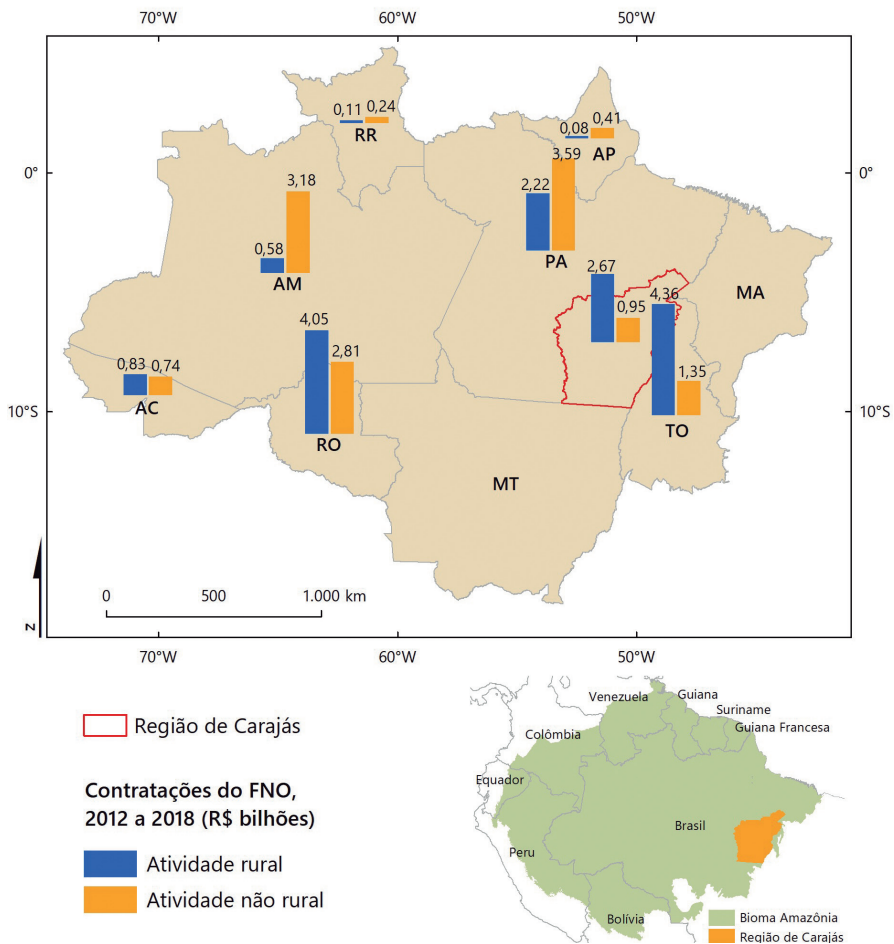 70°W 60°W 50°W
0,11 0,24
RR
0,08 0,41
AP
0° 0°
3,18
0,58
AM
3,59
2,22
PA
2,67
0,95
4,36
1,35
TO
MA
4,05
2,81
RO
0,83 0,74
AC
10°S 10°S
MT
0 500 1.000 km
N
70°W 60°W 50°W
Região de Carajás
Contratações do FNO,
2012 a 2018 (R$ bilhões)
Atividade rural
Atividade não rural
Venezuela
Guiana
Suriname
Guiana Francesa
Colômbia
Equador
Brasil
Peru
Bolívia
Bioma Amazônia
Região de Carajás